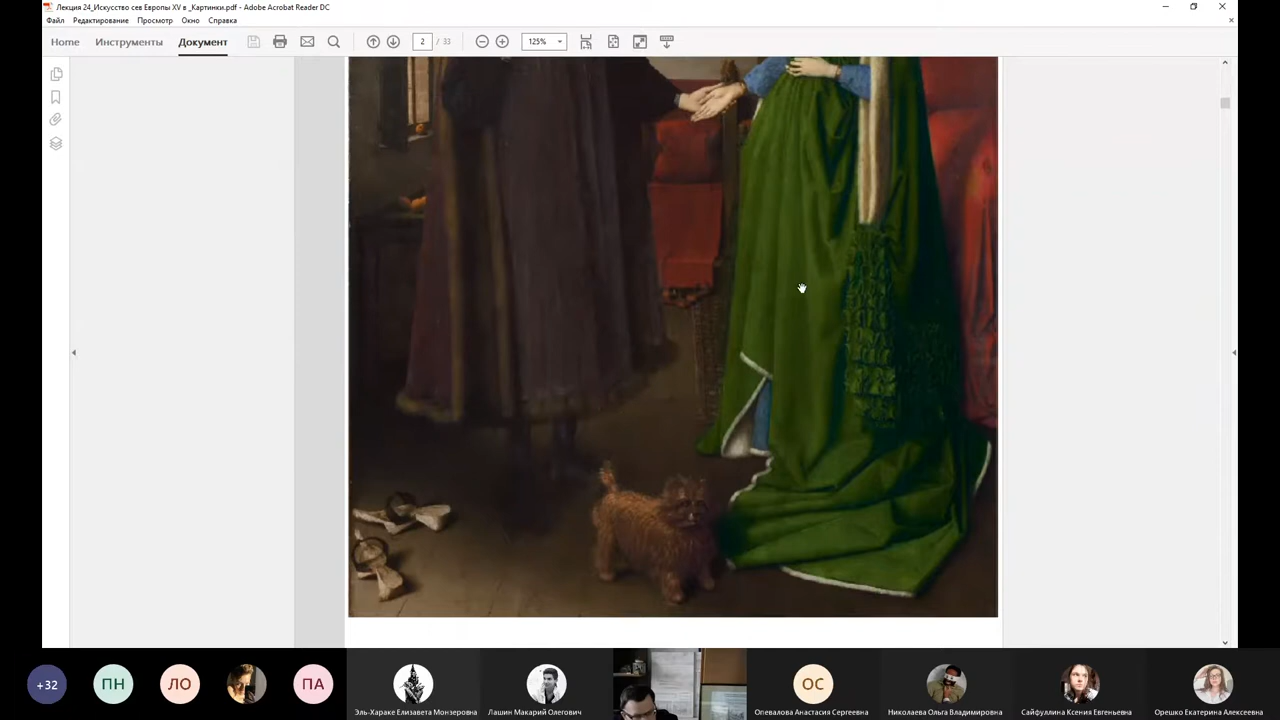 Лекция 24_Искусство сев Европы XV в _Картинки.pdf - Adobe Acrobat Reader DC
Файл Редактирование Просмотр Окно Справка
Home Инструменты Документ 2 / 33 125%
+32 ПН ЛО ПА ОС
Эль-Хараке Елизавета Монзеровна Лашин Макарий Олегович Опевалова Анастасия Сергеевна Николаева Ольга Владимировна Сайфуллина Ксения Евгеньевна Орешко Екатерина Алексеевна